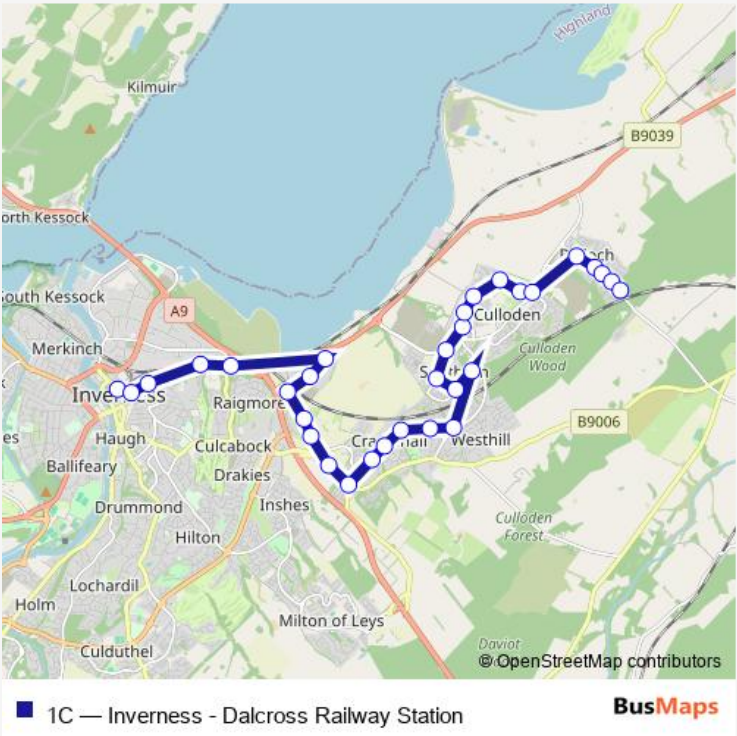 Highland
Kilmuir
B9039
orth Kessock
South Kessock
A9
Culloden
Merkinch
Culloden
Wood
Inverness
Raigmore
B9006
es
Haugh
Culcabock
Westhill
Ballifeary
Drakies
Drummond
Inshes
Culloden
Forest
Hilton
Lochardil
Holm
Milton of Leys
Culduthel
Daviot
© OpenStreetMap contributors
1C — Inverness - Dalcross Railway Station
BusMaps